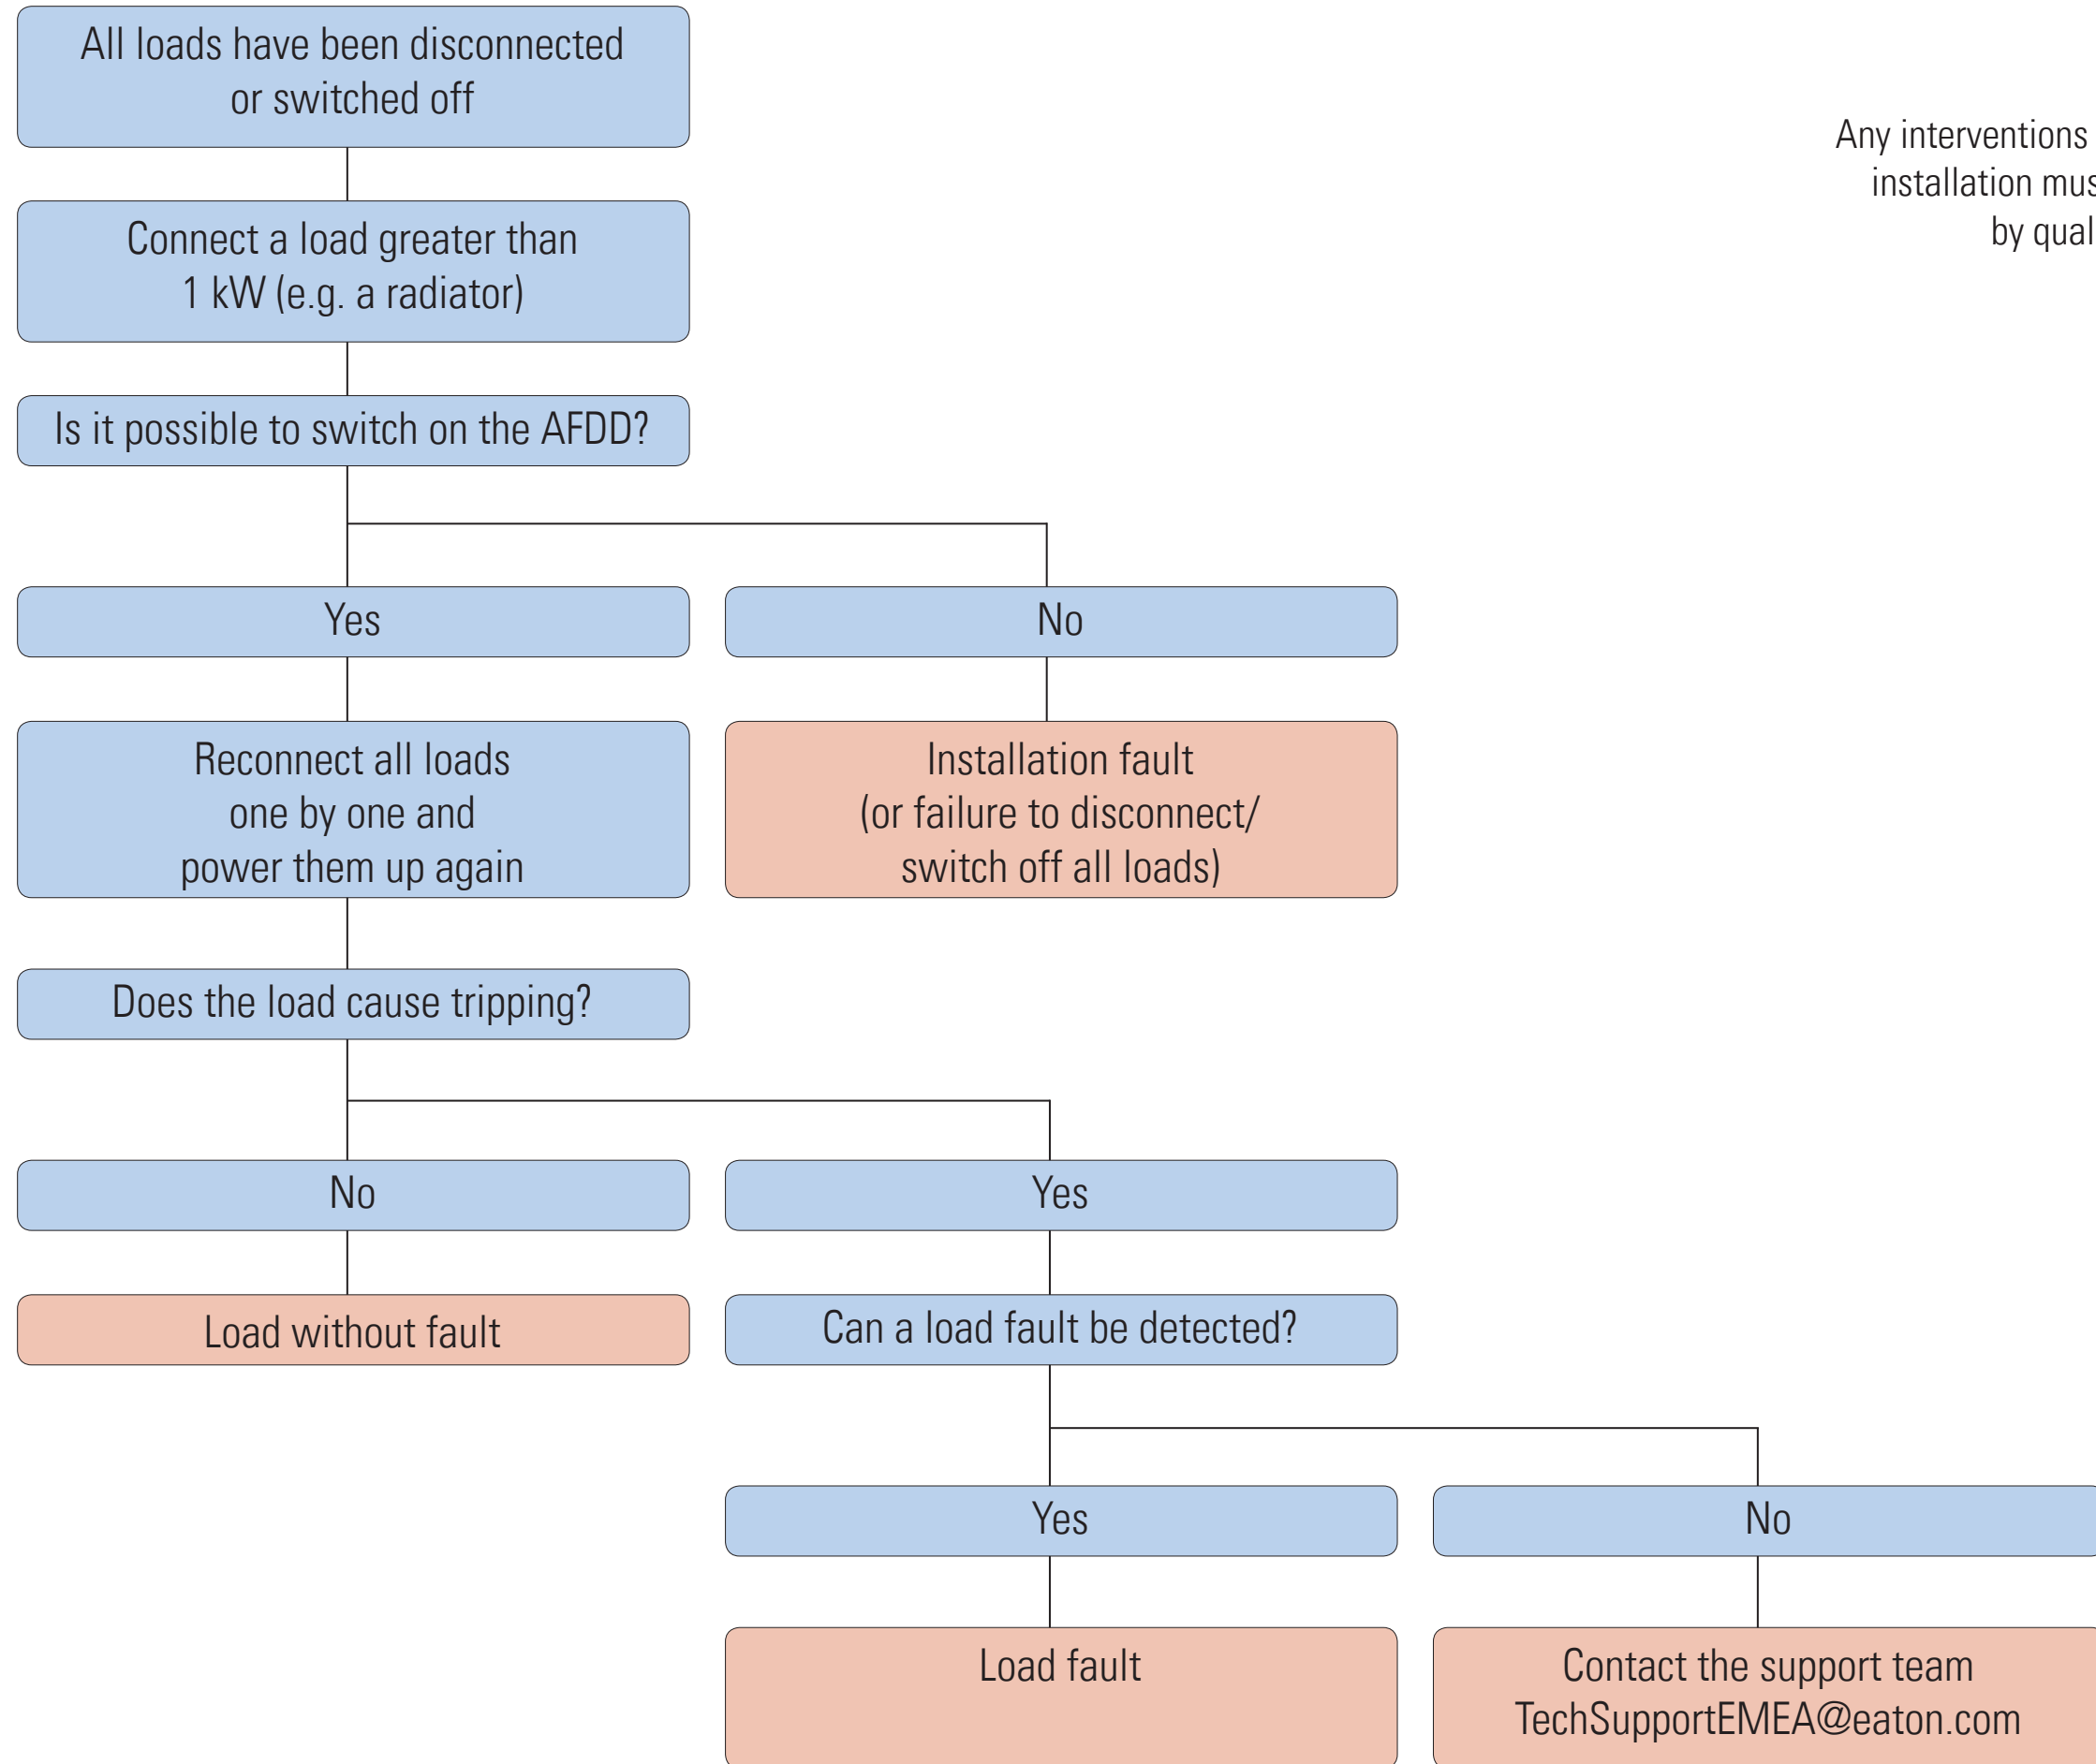 All loads have been disconnected
or switched off
Any interventions
installation
by
Connect a load greater than
1 kW (e.g. a radiator)
Is it possible to switch on the AFDD?
Yes
No
Reconnect all loads
one by one and
power them up again
Installation fault
(or failure to disconnect/
switch off all loads)
Does the load cause tripping?
No
Yes
Load without fault
Can a load fault be detected?
Yes
No
Load fault
Contact the support team
TechSupportEMEA@eaton.com